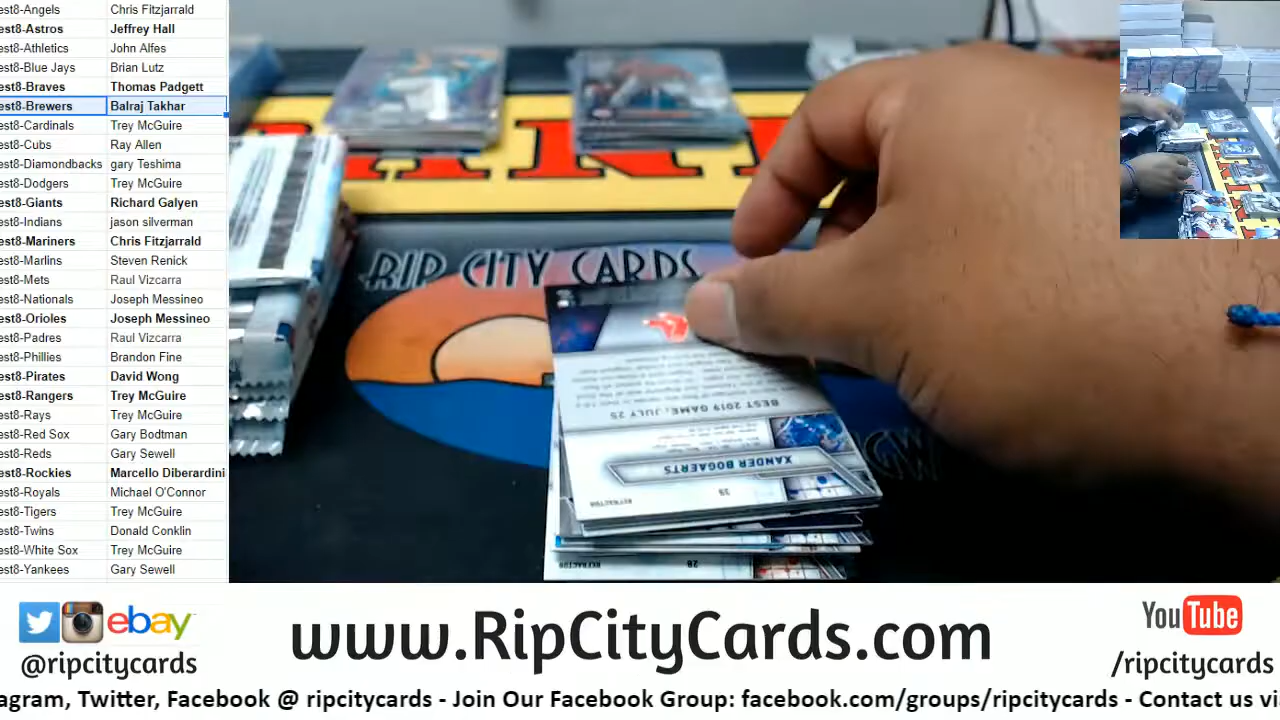 est8-Angels Chris Fitzjarrald
est8-Astros Jeffrey Hall
est8-Athletics John Alfes
est8-Blue Jays Brian Lutz
est8-Braves Thomas Padgett
est8-Brewers Balraj Takhar
est8-Cardinals Trey McGuire
est8-Cubs Ray Allen
est8-Diamondbacks gary Teshima
est8-Dodgers Trey McGuire
est8-Giants Richard Galyen
est8-Indians jason silverman
est8-Mariners Chris Fitzjarrald
est8-Marlins Steven Renick
est8-Mets Raul Vizcarra
est8-Nationals Joseph Messineo
est8-Orioles Joseph Messineo
est8-Padres Raul Vizcarra
est8-Phillies Brandon Fine
est8-Pirates David Wong
est8-Rangers Trey McGuire
est8-Rays Trey McGuire
est8-Red Sox Gary Bodtman
est8-Reds Gary Sewell
est8-Rockies Marcello Diberardini
est8-Royals Michael O'Connor
est8-Tigers Trey McGuire
est8-Twins Donald Conklin
est8-White Sox Trey McGuire
est8-Yankees Gary Sewell
RIP CITY CARDS
BEST 2019 GAME: JULY 25
XANDER BOGAERTS
39
REFRACTOR
28
REFRACTOR
ebay
@ripcitycards
www.RipCityCards.com
YouTube
/ripcitycards
agram, Twitter, Facebook @ ripcitycards - Join Our Facebook Group: facebook.com/groups/ripcitycards - Contact us vi